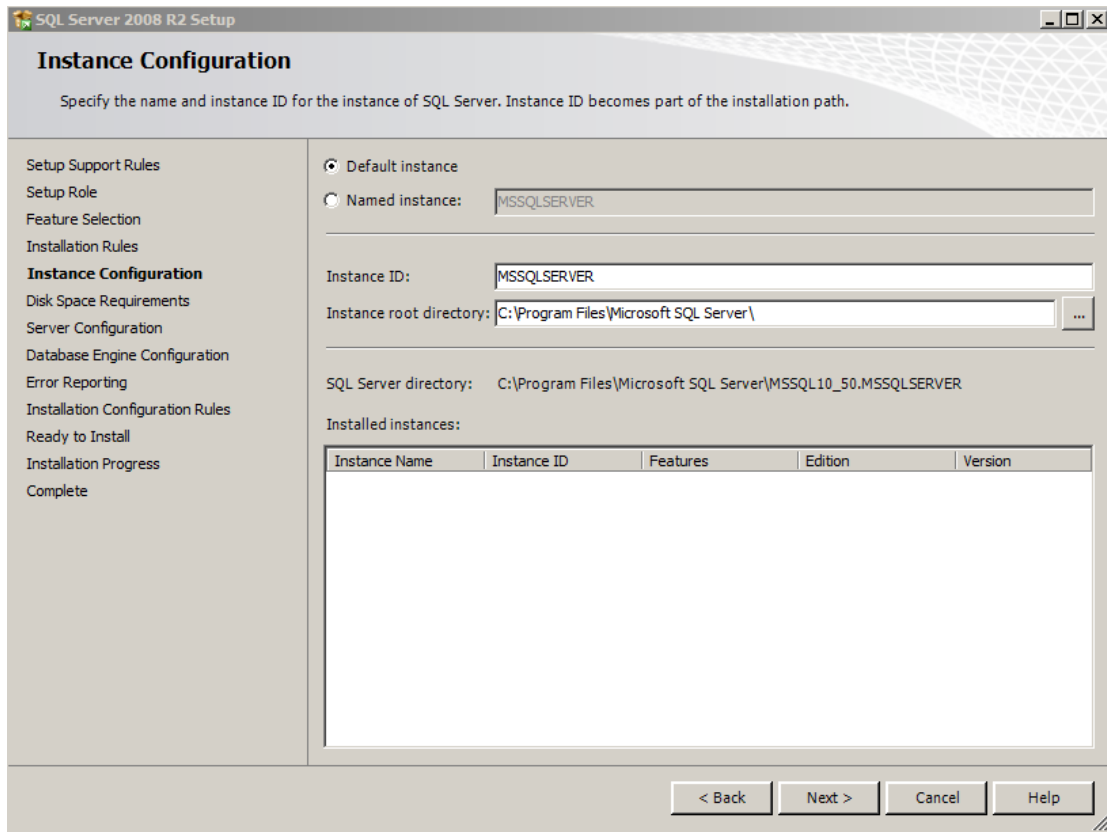 SQL Server 2008 R2 Setup
Instance Configuration
Specify the name and instance ID for the instance of SQL Server. Instance ID becomes part of the installation path.
Setup Support Rules
Setup Role
Feature Selection
Installation Rules
Instance Configuration
Disk Space Requirements
Server Configuration
Database Engine Configuration
Error Reporting
Installation Configuration Rules
Ready to Install
Installation Progress
Complete
Default instance
Named instance: MSSQLSERVER
Instance ID: MSSQLSERVER
Instance root directory: C:\Program Files\Microsoft SQL Server\ ...
SQL Server directory: C:\Program Files\Microsoft SQL Server\MSSQL10_50.MSSQLSERVER
Installed instances:
Instance Name Instance ID Features Edition Version
< Back Next > Cancel Help